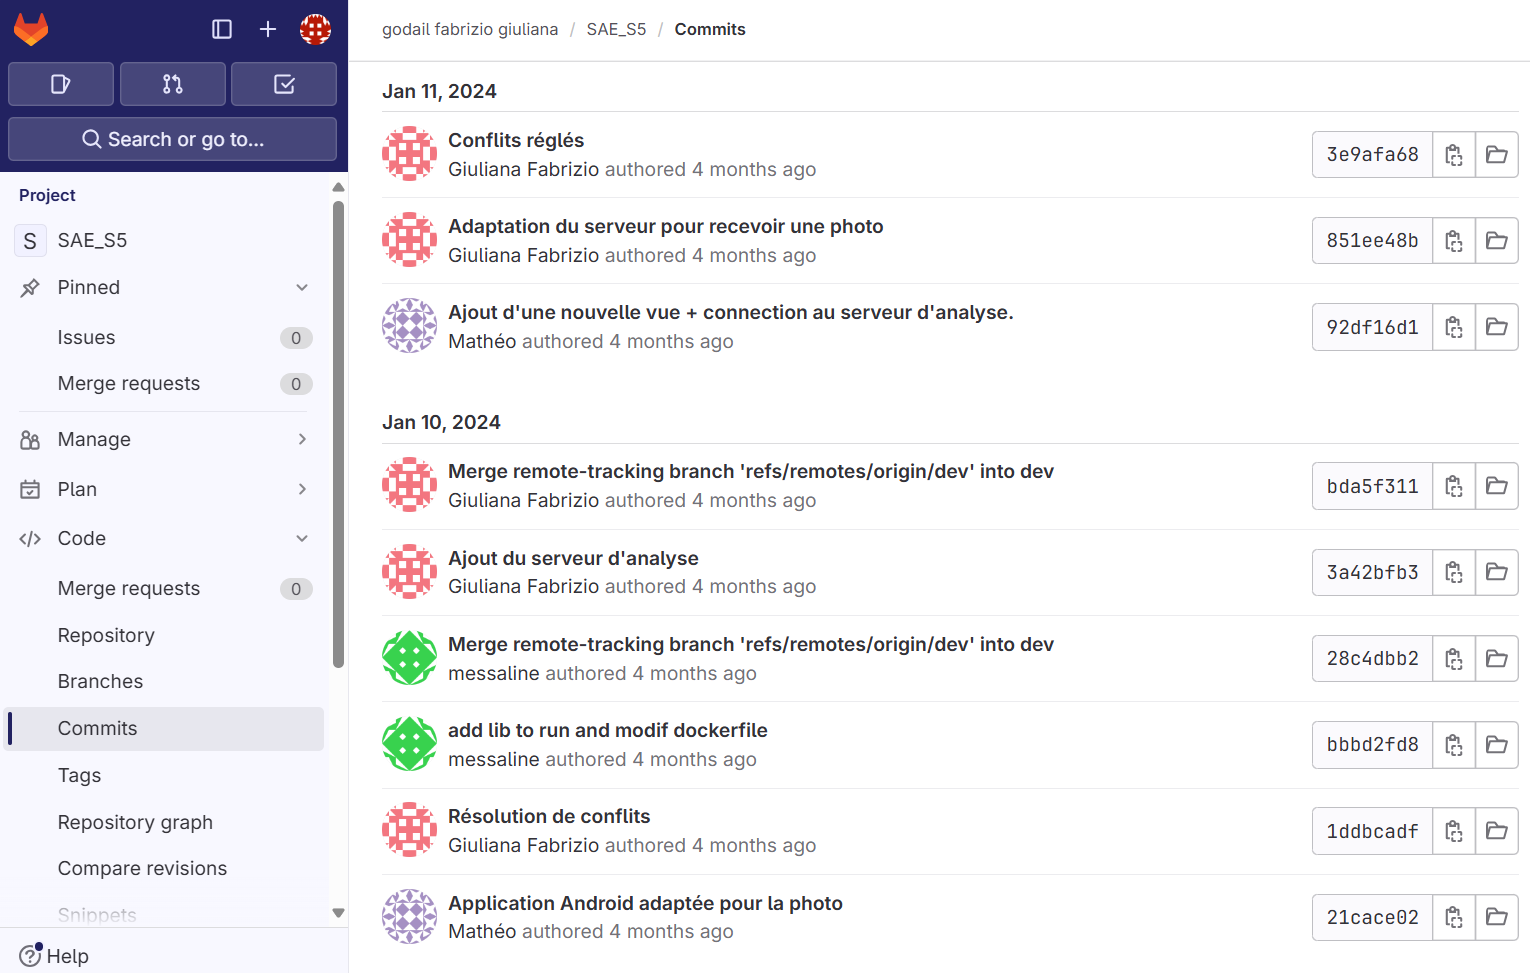 Search or go to...
Project
S SAE_S5
Pinned
Issues 0
Merge requests 0
Manage
Plan
Code
Merge requests 0
Repository
Branches
Commits
Tags
Repository graph
Compare revisions
Snippets
Help
godail fabrizio giuliana / SAE_S5 / Commits
Jan 11, 2024
Conflits réglés
Giuliana Fabrizio authored 4 months ago
3e9afa68
Adaptation du serveur pour recevoir une photo
Giuliana Fabrizio authored 4 months ago
851ee48b
Ajout d'une nouvelle vue + connection au serveur d'analyse.
Mathéo authored 4 months ago
92df16d1
Jan 10, 2024
Merge remote-tracking branch 'refs/remotes/origin/dev' into dev
Giuliana Fabrizio authored 4 months ago
bda5f311
Ajout du serveur d'analyse
Giuliana Fabrizio authored 4 months ago
3a42bfb3
Merge remote-tracking branch 'refs/remotes/origin/dev' into dev
messaline authored 4 months ago
28c4dbb2
add lib to run and modif dockerfile
messaline authored 4 months ago
bbbd2fd8
Résolution de conflits
Giuliana Fabrizio authored 4 months ago
1ddbcadf
Application Android adaptée pour la photo
Mathéo authored 4 months ago
21cace02